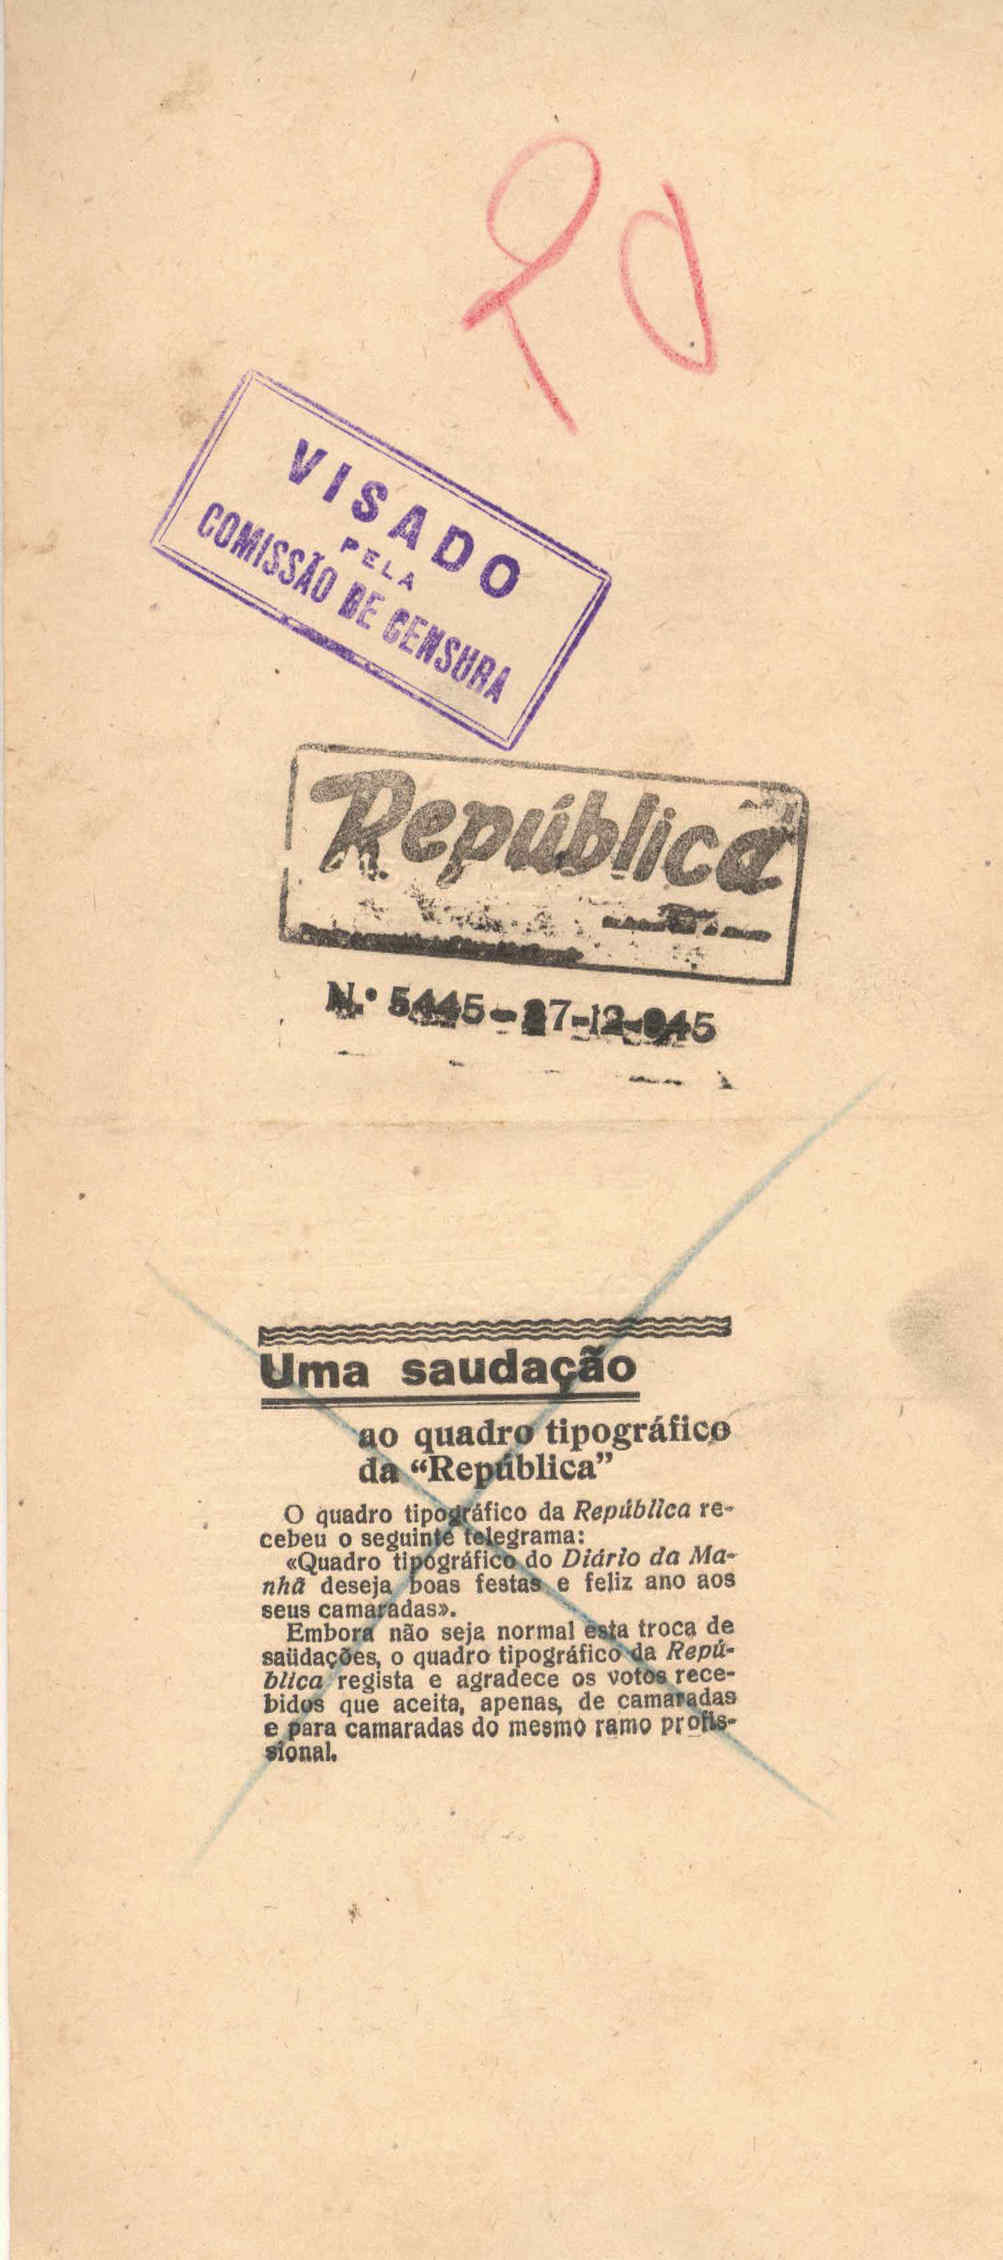 20
VISADO
PELA
COMISSÃO DE CENSURA
República
N.º 5445-27-12-945
Uma saudação
ao quadro tipográfico
da “República”
O quadro tipográfico da República re-
cebeu o seguinte telegrama:
«Quadro tipográfico do Diário da Ma-
nhã deseja boas festas e feliz ano aos
seus camaradas».
Embora não seja normal esta troca de
saüdações, o quadro tipográfico da Repú-
blica regista e agradece os votos rece-
bidos que aceita, apenas, de camaradas
e para camaradas do mesmo ramo profis-
sional.